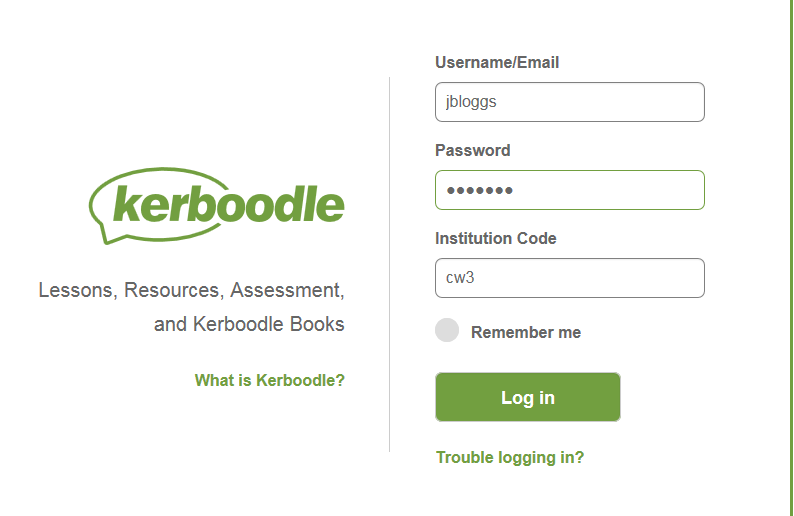 kerboodle
Lessons, Resources, Assessment,
and Kerboodle Books
What is Kerboodle?
Username/Email
jbloggs
Password
●●●●●●●
Institution Code
cw3
Remember me
Log in
Trouble logging in?